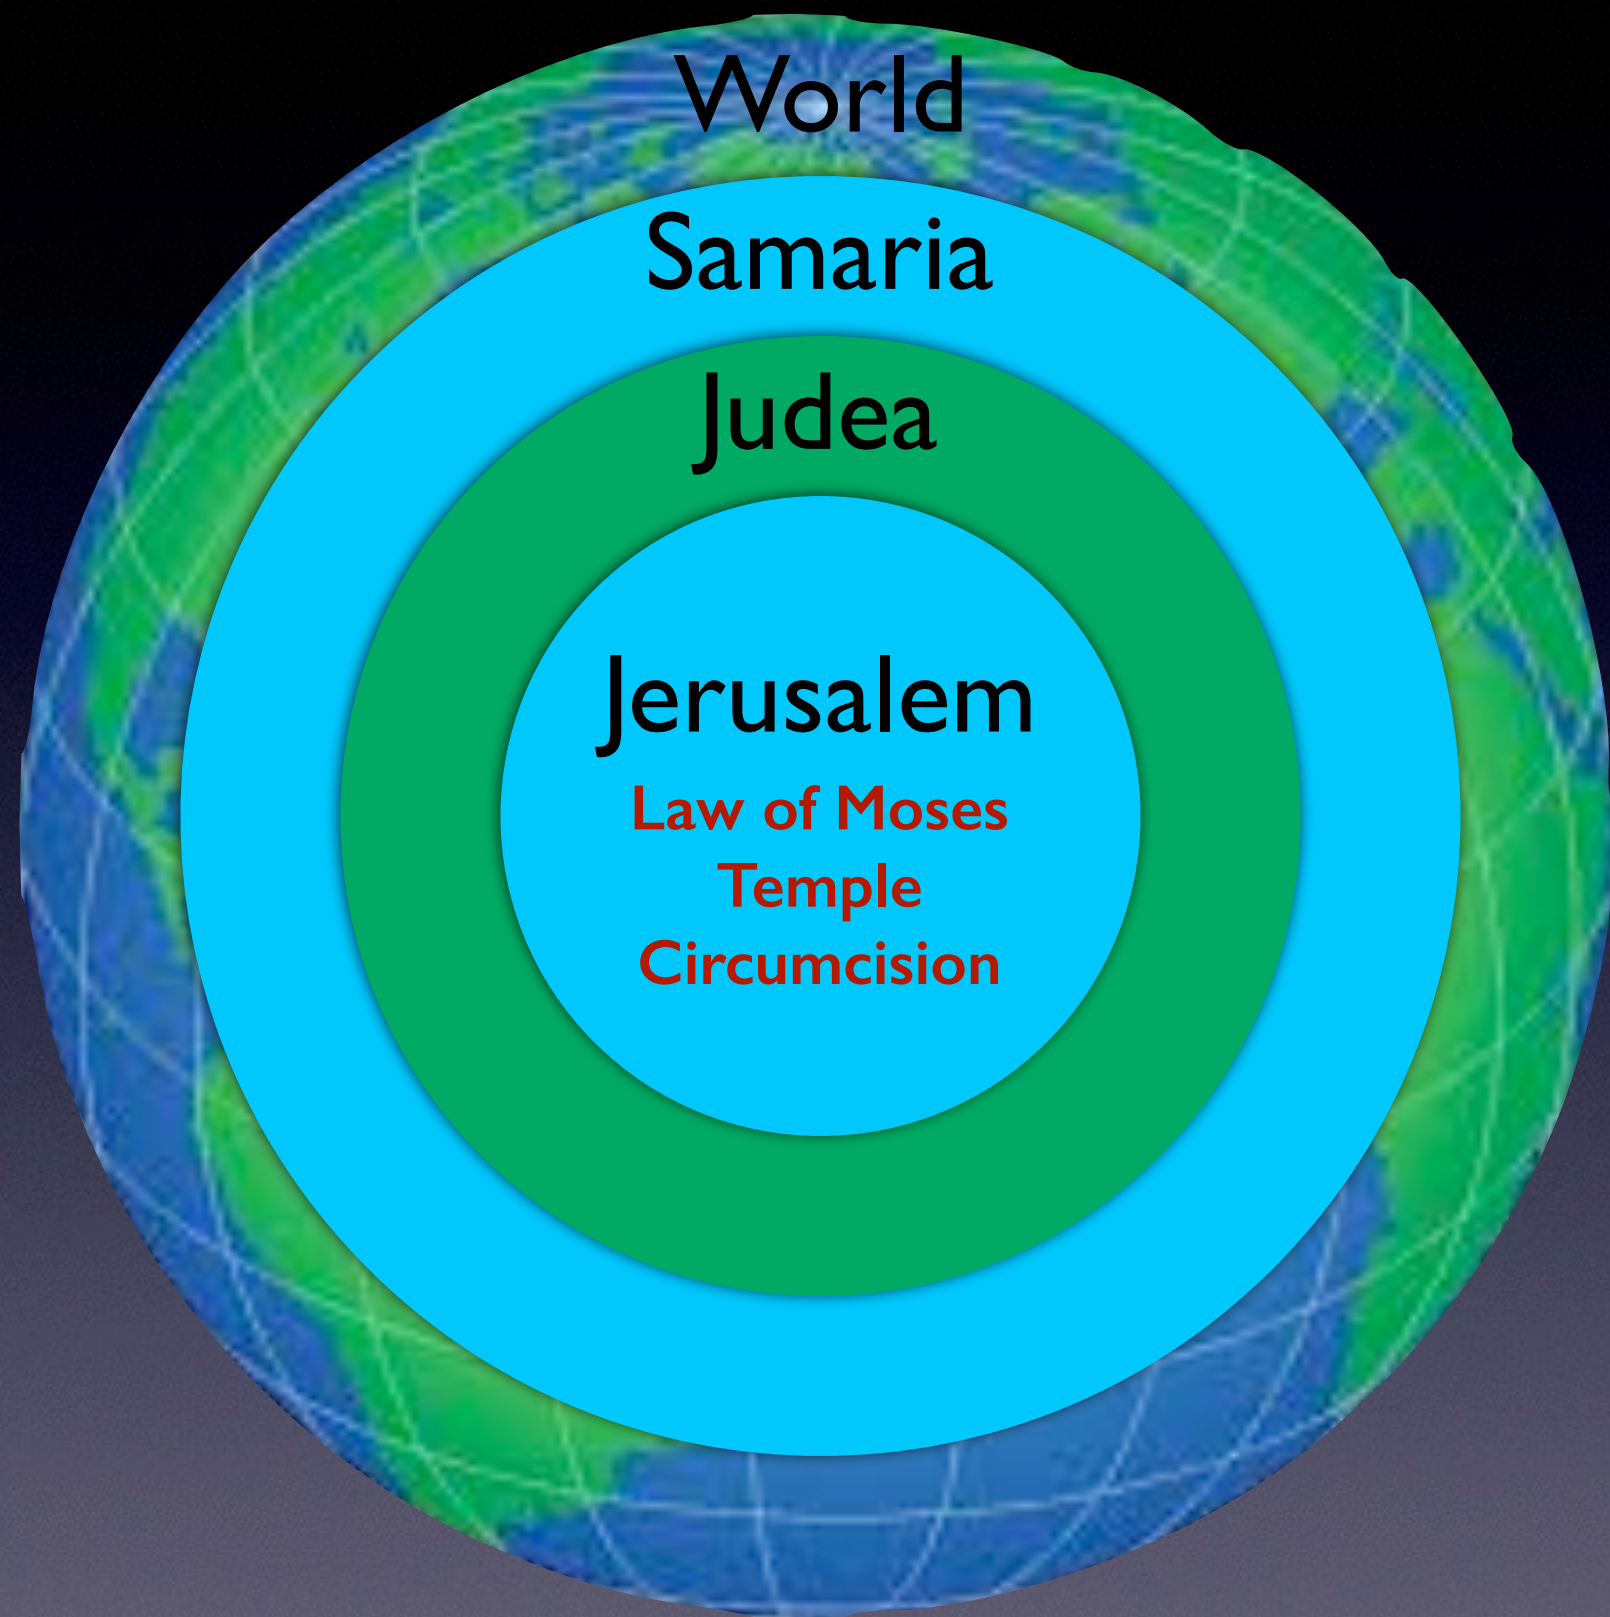 World
Samaria
Judea
Jerusalem
Law of Moses
Temple
Circumcision